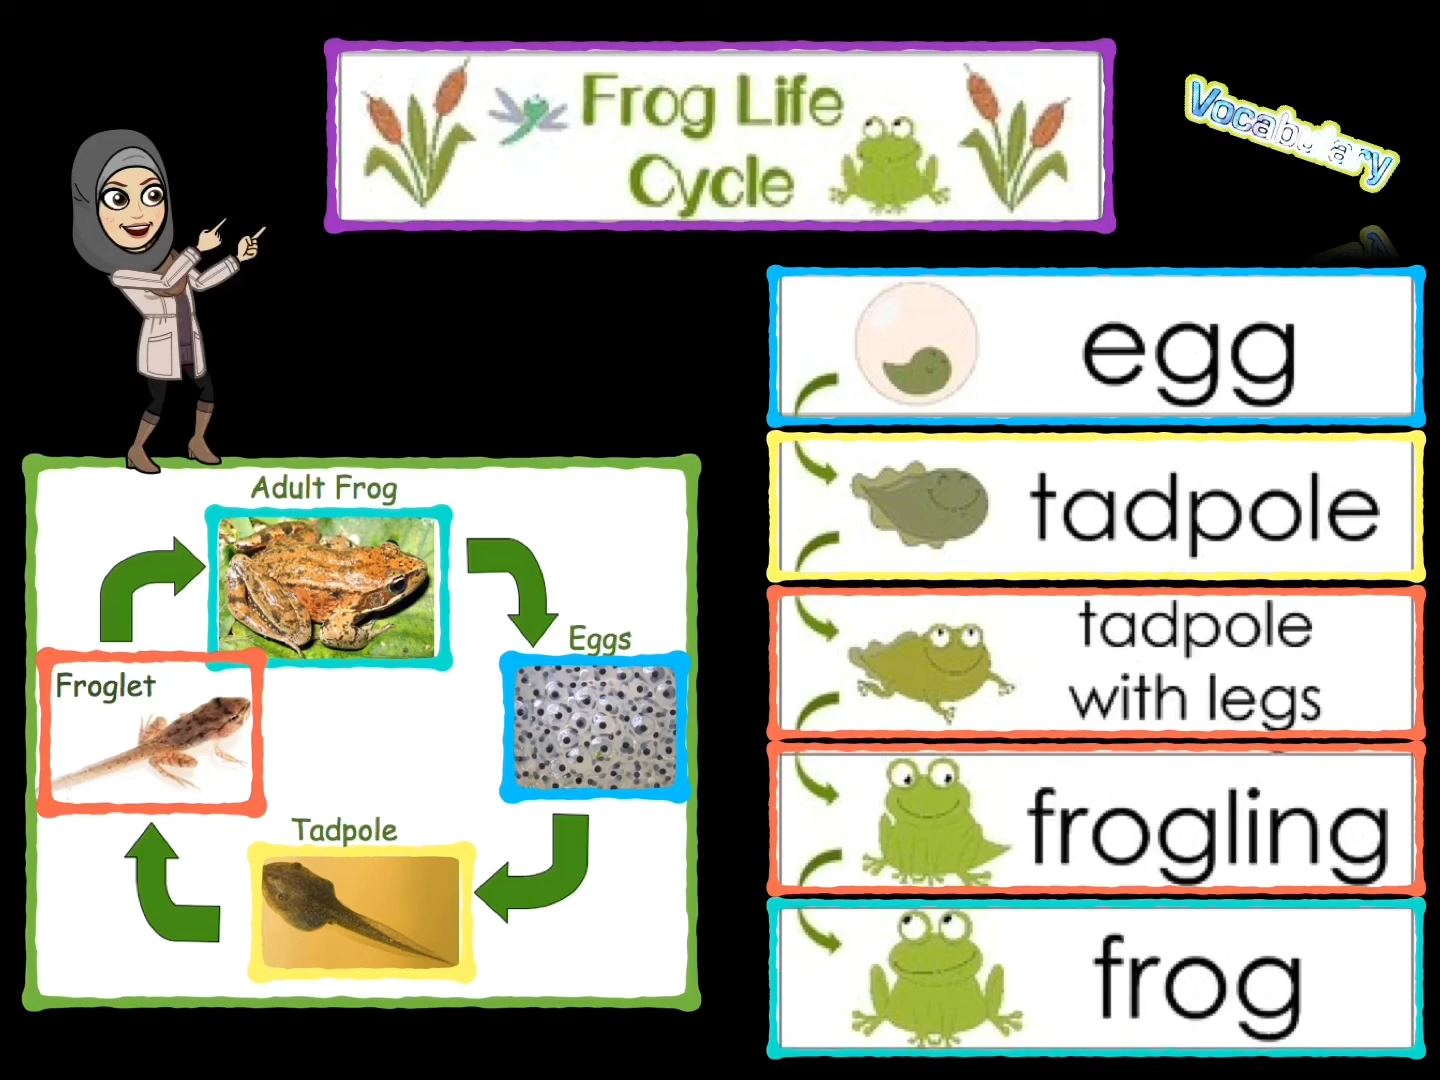 Frog Life
Cycle
Vocabulary
egg
tadpole
tadpole
with legs
frogling
frog
Adult Frog
Eggs
Froglet
Tadpole